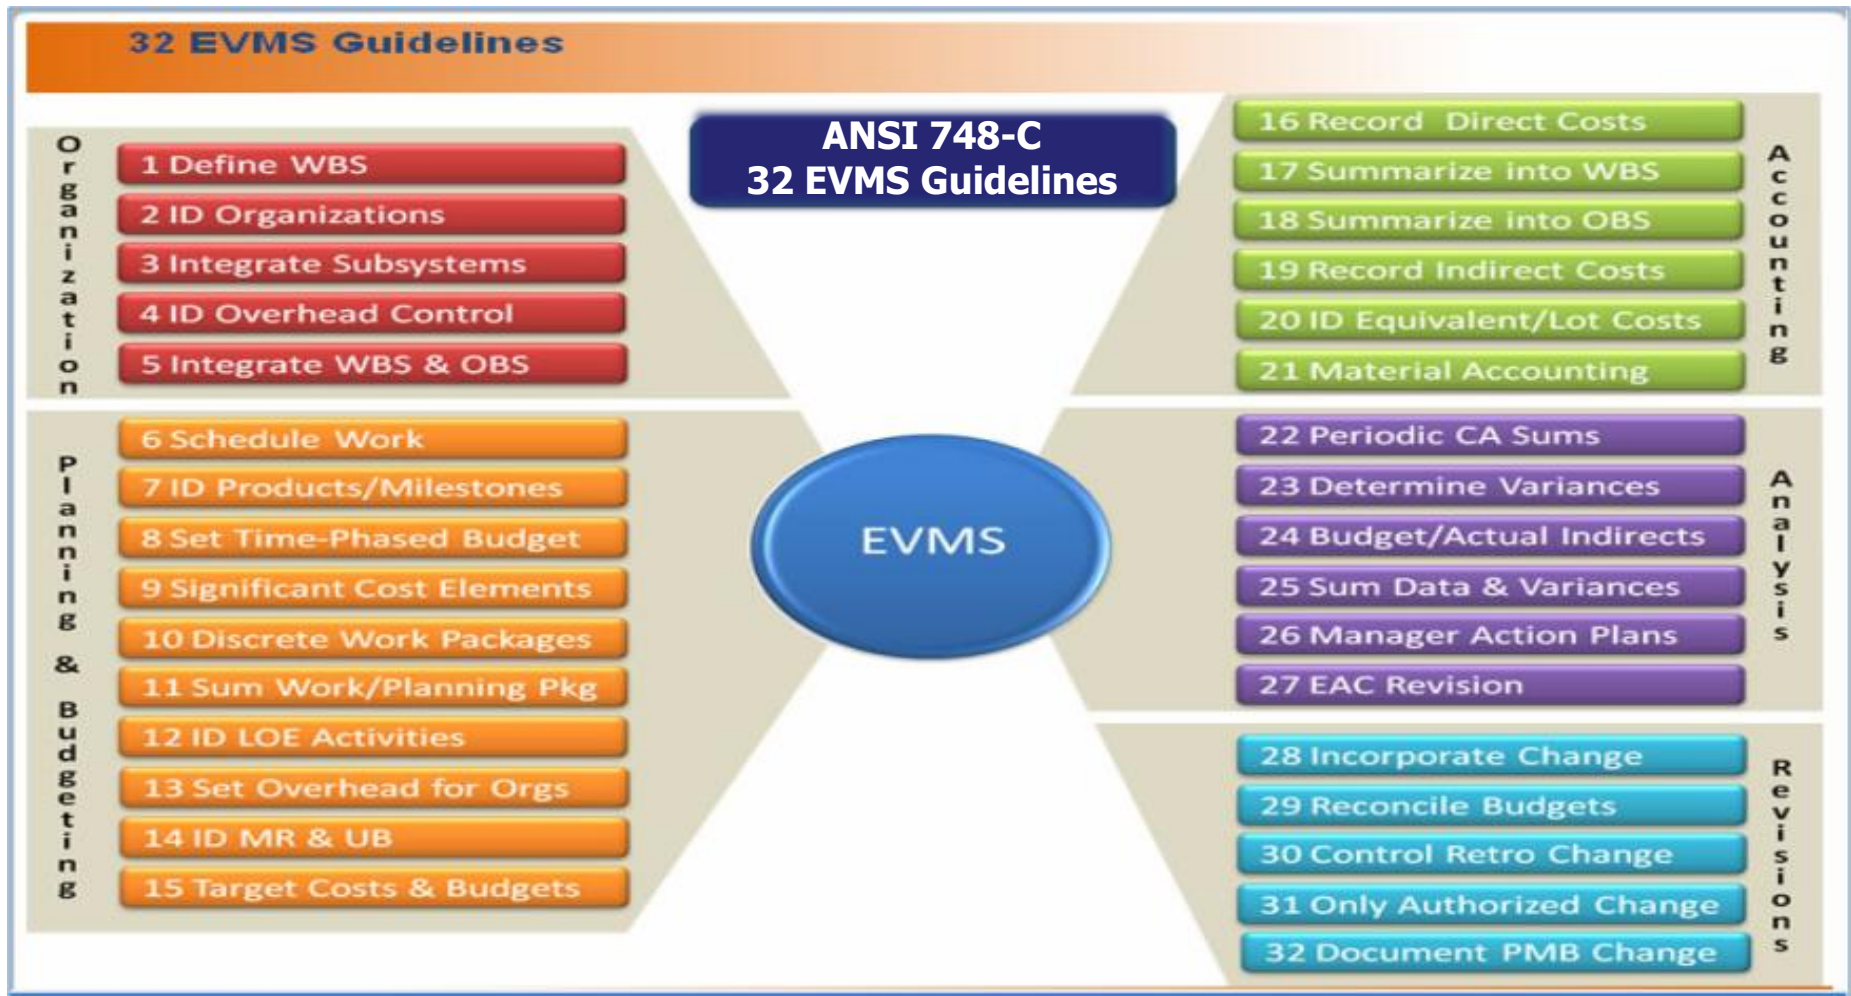 32 EVMS Guidelines
ANSI 748-C
32 EVMS Guidelines
Organization
1 Define WBS
2 ID Organizations
3 Integrate Subsystems
4 ID Overhead Control
5 Integrate WBS & OBS
Planning & Budgeting
6 Schedule Work
7 ID Products/Milestones
8 Set Time-Phased Budget
9 Significant Cost Elements
10 Discrete Work Packages
11 Sum Work/Planning Pkg
12 ID LOE Activities
13 Set Overhead for Orgs
14 ID MR & UB
15 Target Costs & Budgets
EVMS
Accounting
16 Record Direct Costs
17 Summarize into WBS
18 Summarize into OBS
19 Record Indirect Costs
20 ID Equivalent/Lot Costs
21 Material Accounting
Analysis
22 Periodic CA Sums
23 Determine Variances
24 Budget/Actual Indirects
25 Sum Data & Variances
26 Manager Action Plans
27 EAC Revision
Revisions
28 Incorporate Change
29 Reconcile Budgets
30 Control Retro Change
31 Only Authorized Change
32 Document PMB Change